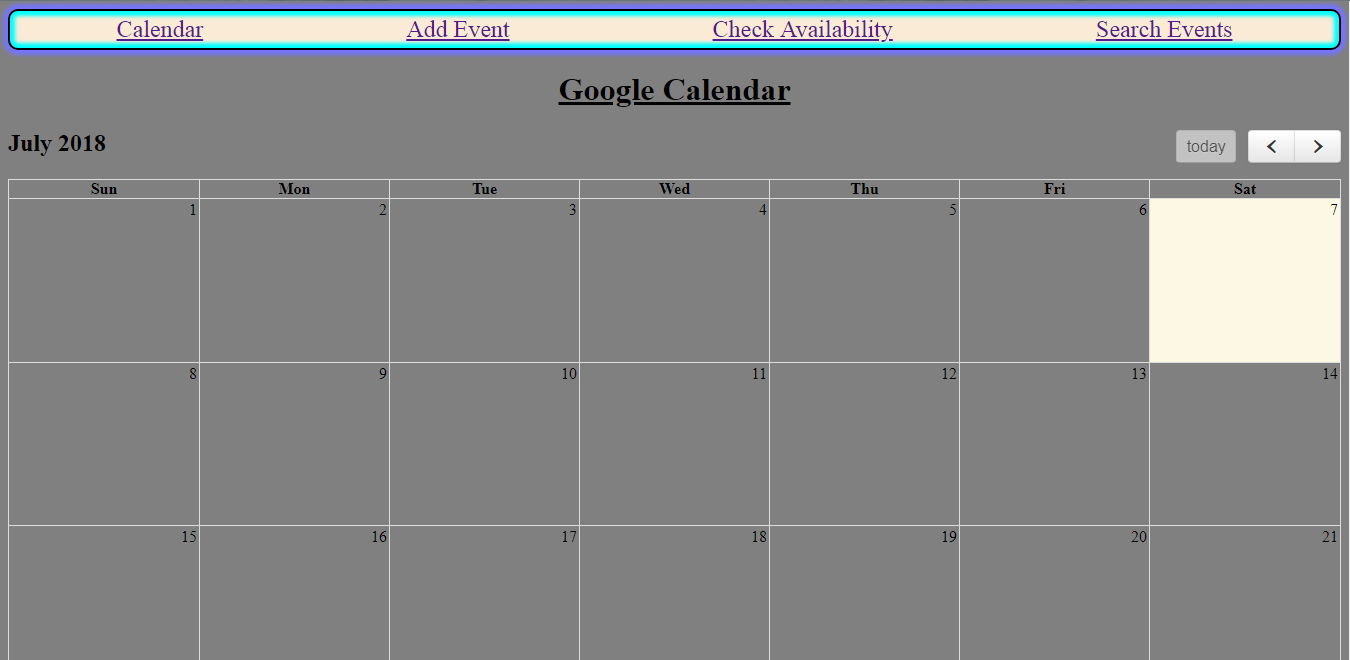 Calendar Add Event Check Availability Search Events
Google Calendar
July 2018 today
Sun Mon Tue Wed Thu Fri Sat
1 2 3 4 5 6 7
8 9 10 11 12 13 14
15 16 17 18 19 20 21